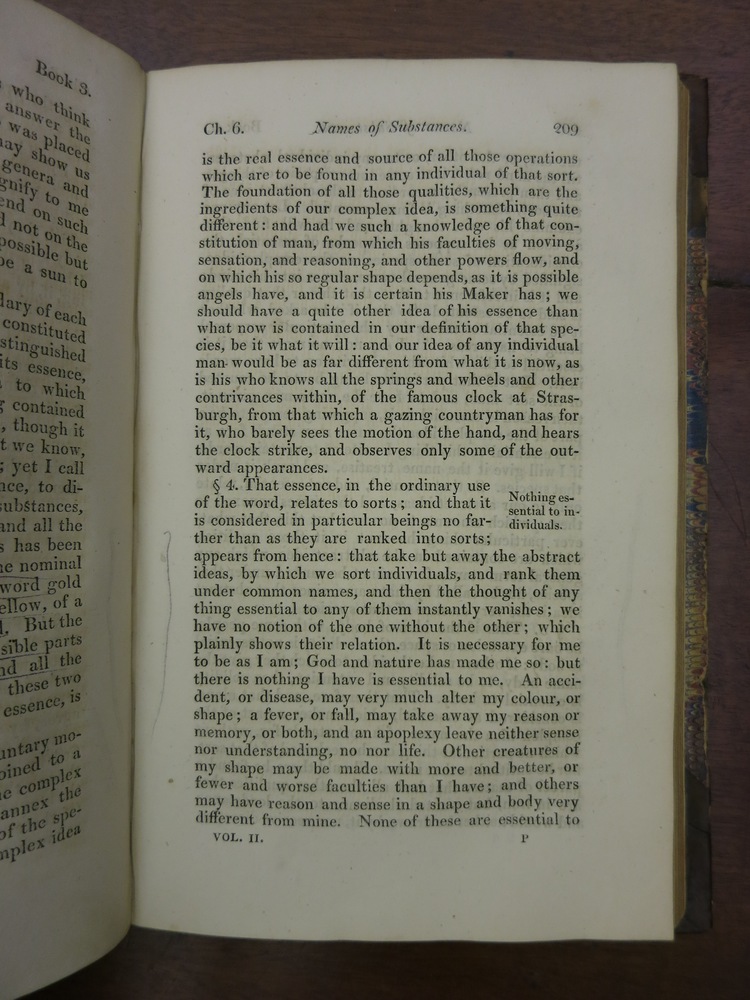 Book 3.
who think
answer the
was placed
may show us
genera and
gnify to me
end on such
not on the
possible but
be a sun to
dary of each
constituted
stinguished
its essence,
to which
contained
, though it
t we know,
; yet I call
nce, to di-
substances,
and all the
s has been
ne nominal
word gold
ellow, of a
But the
sible parts
nd all the
these two
essence, is
untary mo-
oined to a
complex
annex the
of the spe-
mplex idea
Ch. 6. Names of Substances. 209
is the real essence and source of all those operations
which are to be found in any individual of that sort.
The foundation of all those qualities, which are the
ingredients of our complex idea, is something quite
different: and had we such a knowledge of that con-
stitution of man, from which his faculties of moving,
sensation, and reasoning, and other powers flow, and
on which his so regular shape depends, as it is possible
angels have, and it is certain his Maker has; we
should have a quite other idea of his essence than
what now is contained in our definition of that spe-
cies, be it what it will: and our idea of any individual
man would be as far different from what it is now, as
is his who knows all the springs and wheels and other
contrivances within, of the famous clock at Stras-
burgh, from that which a gazing countryman has for
it, who barely sees the motion of the hand, and hears
the clock strike, and observes only some of the out-
ward appearances.
§ 4. That essence, in the ordinary use
of the word, relates to sorts; and that it
is considered in particular beings no far-
ther than as they are ranked into sorts;
Nothing es-
sential to in-
dividuals.
appears from hence: that take but away the abstract
ideas, by which we sort individuals, and rank them
under common names, and then the thought of any
thing essential to any of them instantly vanishes; we
have no notion of the one without the other; which
plainly shows their relation. It is necessary for me
to be as I am; God and nature has made me so: but
there is nothing I have is essential to me. An acci-
dent, or disease, may very much alter my colour, or
shape; a fever, or fall, may take away my reason or
memory, or both, and an apoplexy leave neither sense
nor understanding, no nor life. Other creatures of
my shape may be made with more and better, or
fewer and worse faculties than I have; and others
may have reason and sense in a shape and body very
different from mine. None of these are essential to
VOL. II. P